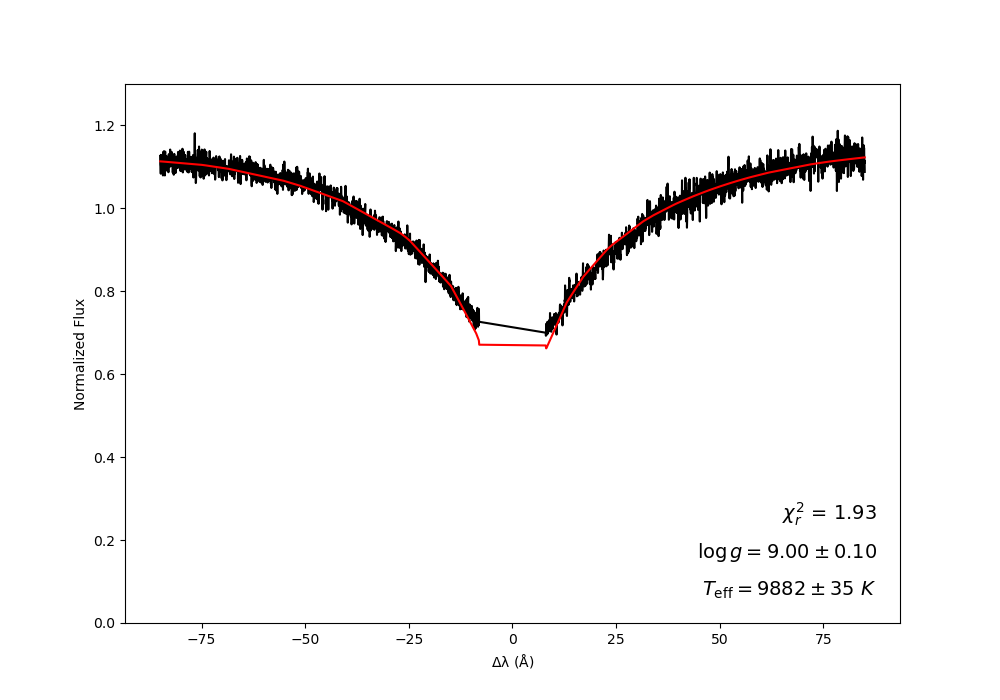 1.2
1.0
0.8
0.6
0.4
0.2
0.0
Normalized Flux
−75 −50 −25 0 25 50 75
Δλ (Å)
χ²ᵣ = 1.93
log g = 9.00 ± 0.10
T_eff = 9882 ± 35 K